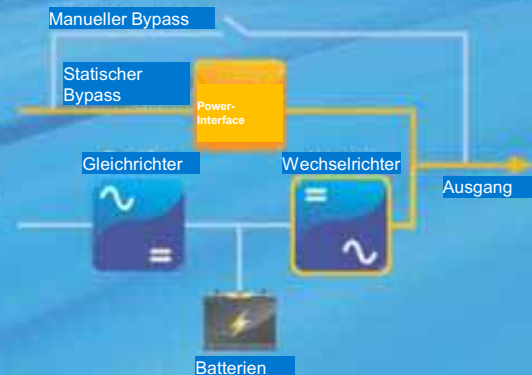 Manueller Bypass
Statischer
Bypass
Power-
Interface
Gleichrichter
Wechselrichter
Ausgang
Batterien